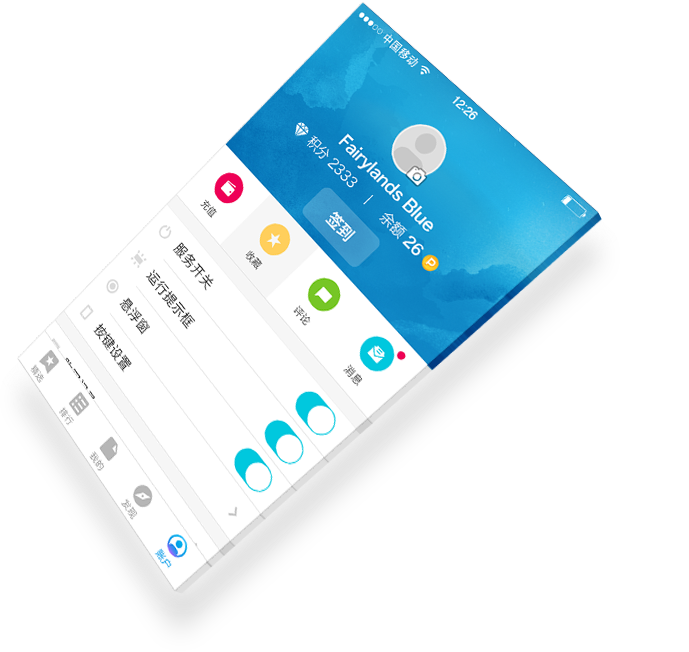 中国移动
12:26
Fairylands Blue
积分 2333 | 余额 26 P
签到
充值
收藏
评论
消息
服务开关
运行提示框
悬浮窗
按键设置
精选
排行
我的
发现
账户